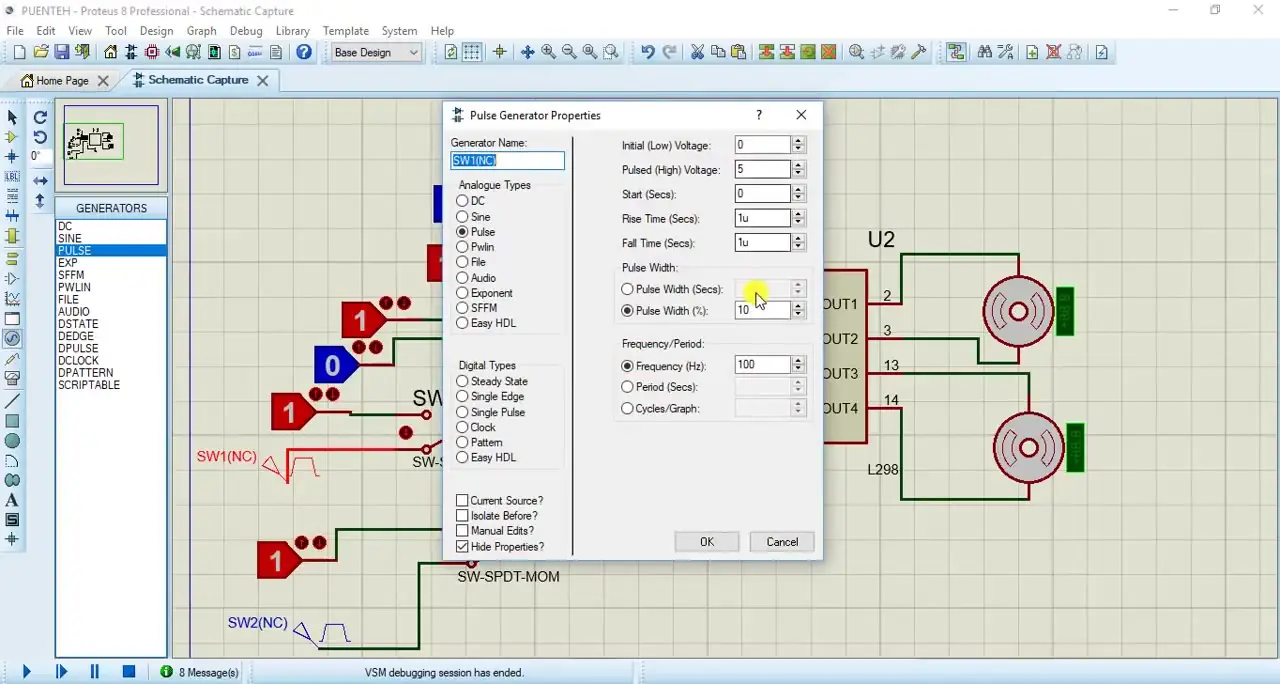 PUENTEH - Proteus 8 Professional - Schematic Capture
File Edit View Tool Design Graph Debug Library Template System Help
Base Design
Home Page
Schematic Capture
0°
GENERATORS
DC
SINE
PULSE
EXP
SFFM
PWLIN
FILE
AUDIO
DSTATE
DEDGE
DPULSE
DCLOCK
DPATTERN
SCRIPTABLE
Pulse Generator Properties
?
Generator Name:
SW1(NC)
Analogue Types
DC
Sine
Pulse
Pwlin
File
Audio
Exponent
SFFM
Easy HDL
Digital Types
Steady State
Single Edge
Single Pulse
Clock
Pattern
Easy HDL
Current Source?
Isolate Before?
Manual Edits?
Hide Properties?
Initial (Low) Voltage: 0
Pulsed (High) Voltage: 5
Start (Secs): 0
Rise Time (Secs): 1u
Fall Time (Secs): 1u
Pulse Width:
Pulse Width (Secs):
Pulse Width (%): 10
Frequency/Period:
Frequency (Hz): 100
Period (Secs):
Cycles/Graph:
OK
Cancel
1
0
1
SW
SW1(NC)
SW-S
1
SW-SPDT-MOM
SW2(NC)
U2
OUT1 2
OUT2 3
OUT3 13
OUT4 14
L298
8 Message(s)
VSM debugging session has ended.